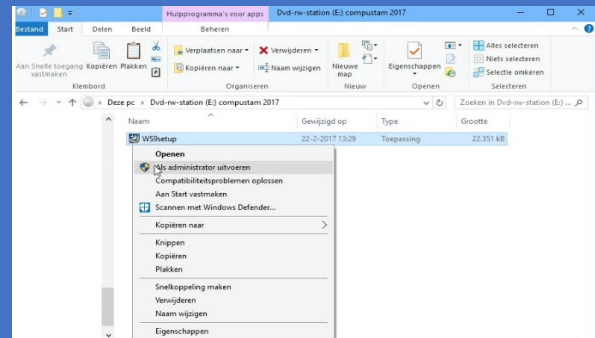 Hulpprogramma's voor apps Dvd-rw-station (E:) compustam 2017
Bestand Start Delen Beeld Beheren
Aan Snelle toegang vastmaken
Kopiëren
Plakken
Verplaatsen naar
Kopiëren naar
Verwijderen
Naam wijzigen
Nieuwe map
Eigenschappen
Alles selecteren
Niets selecteren
Selectie omkeren
Klembord Organiseren Nieuw Openen Selecteren
Deze pc › Dvd-rw-station (E:) compustam 2017 Zoeken in Dvd-rw-station (E:) ...
Naam Gewijzigd op Type Grootte
WS9setup 22-2-2017 13:29 Toepassing 22.351 kB
Openen
Als administrator uitvoeren
Compatibiliteitsproblemen oplossen
Aan Start vastmaken
Scannen met Windows Defender...
Kopiëren naar
Knippen
Kopiëren
Plakken
Snelkoppeling maken
Verwijderen
Naam wijzigen
Eigenschappen